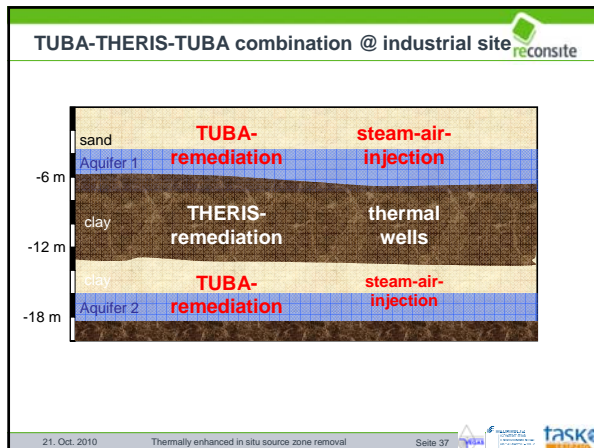 TUBA-THERIS-TUBA combination @ industrial site
reconsite
sand
TUBA-
remediation
steam-air-
injection
Aquifer 1
-6 m
clay
THERIS-
remediation
thermal
wells
-12 m
clay
TUBA-
remediation
steam-air-
injection
Aquifer 2
-18 m
21. Oct. 2010
Thermally enhanced in situ source zone removal
Seite 37